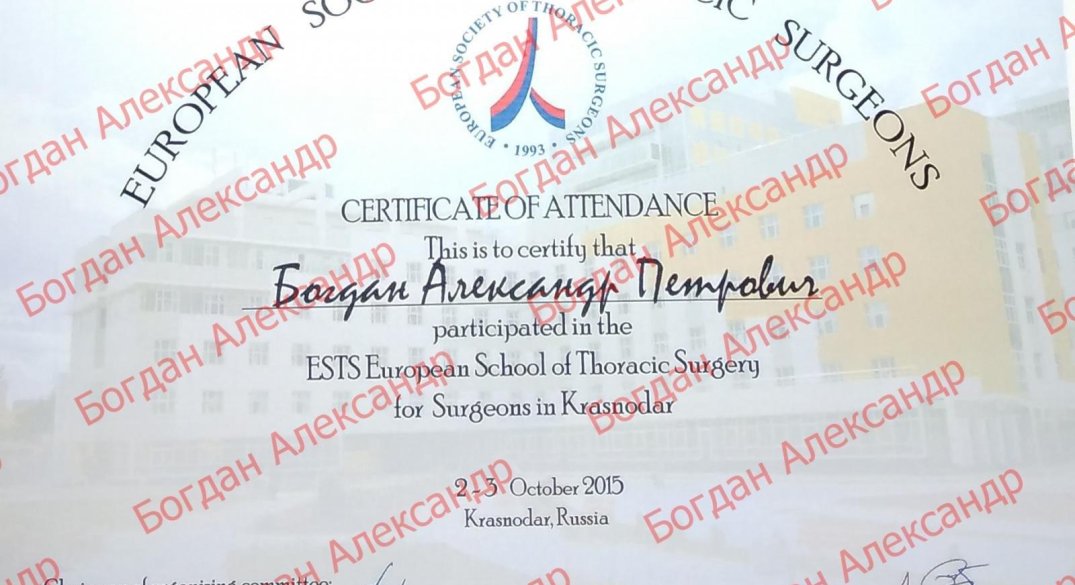 EUROPEAN SOCIETY OF THORACIC SURGEONS
• 1993 •
SURGEONS
CERTIFICATE OF ATTENDANCE
This is to certify that
Богдан Александр Петрович
participated in the
ESTS European School of Thoracic Surgery
for Surgeons in Krasnodar
2-3 October 2015
Krasnodar, Russia
Богдан Александр